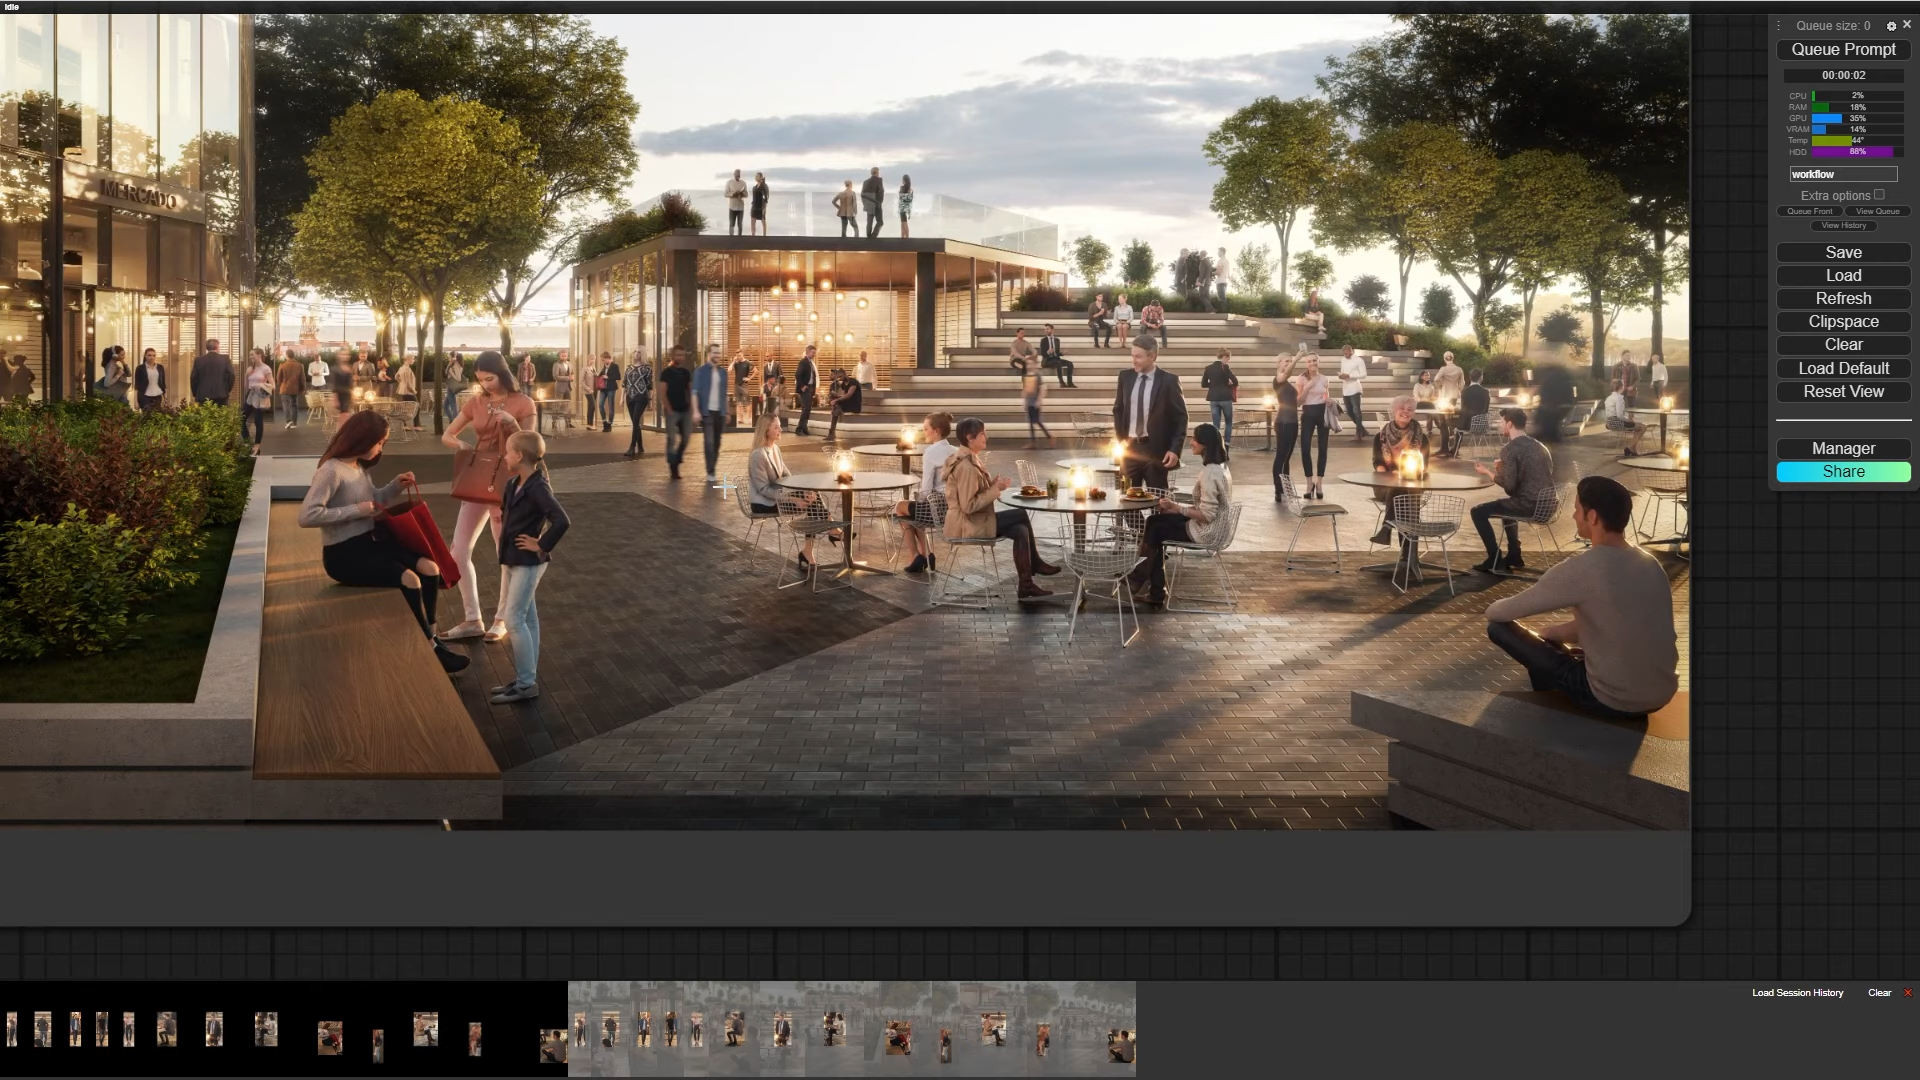 Idle
Queue size: 0
Queue Prompt
00:00:02
CPU 2%
RAM 18%
GPU 35%
VRAM 14%
Temp 44°
HDD 88%
workflow
Extra options
Queue Front View Queue
View History
Save
Load
Refresh
Clipspace
Clear
Load Default
Reset View
Manager
Share
MERCADO
Load Session History Clear